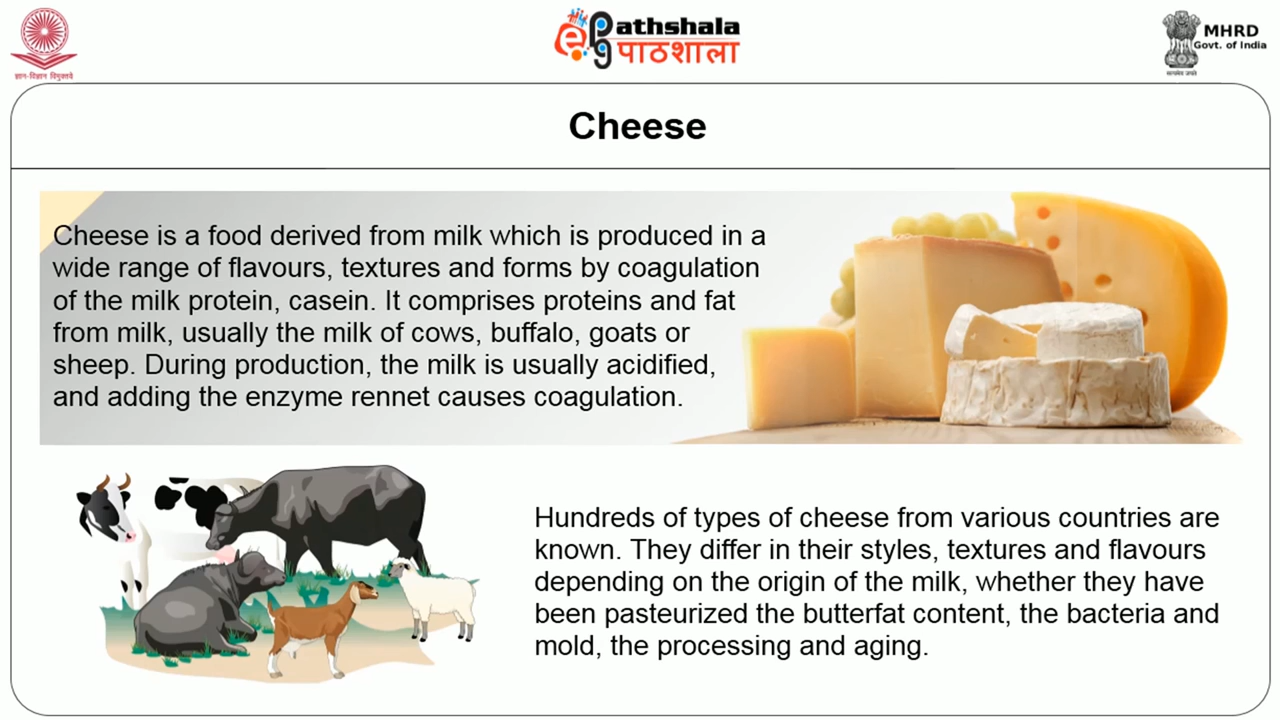 ज्ञान-विज्ञान विमुक्तये
ePathshala
पाठशाला
MHRD
Govt. of India
सत्यमेव जयते
Cheese
Cheese is a food derived from milk which is produced in a
wide range of flavours, textures and forms by coagulation
of the milk protein, casein. It comprises proteins and fat
from milk, usually the milk of cows, buffalo, goats or
sheep. During production, the milk is usually acidified,
and adding the enzyme rennet causes coagulation.
Hundreds of types of cheese from various countries are
known. They differ in their styles, textures and flavours
depending on the origin of the milk, whether they have
been pasteurized the butterfat content, the bacteria and
mold, the processing and aging.